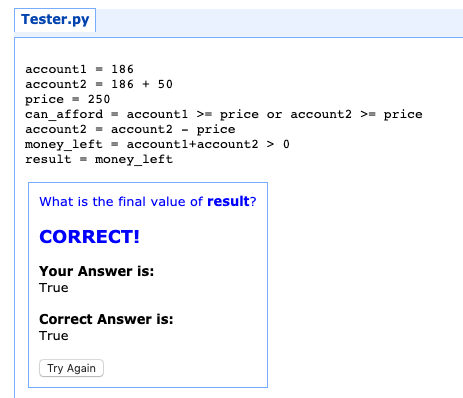 Tester.py
account1 = 186
account2 = 186 + 50
price = 250
can_afford = account1 >= price or account2 >= price
account2 = account2 - price
money_left = account1+account2 > 0
result = money_left
What is the final value of result?
CORRECT!
Your Answer is:
True
Correct Answer is:
True
Try Again